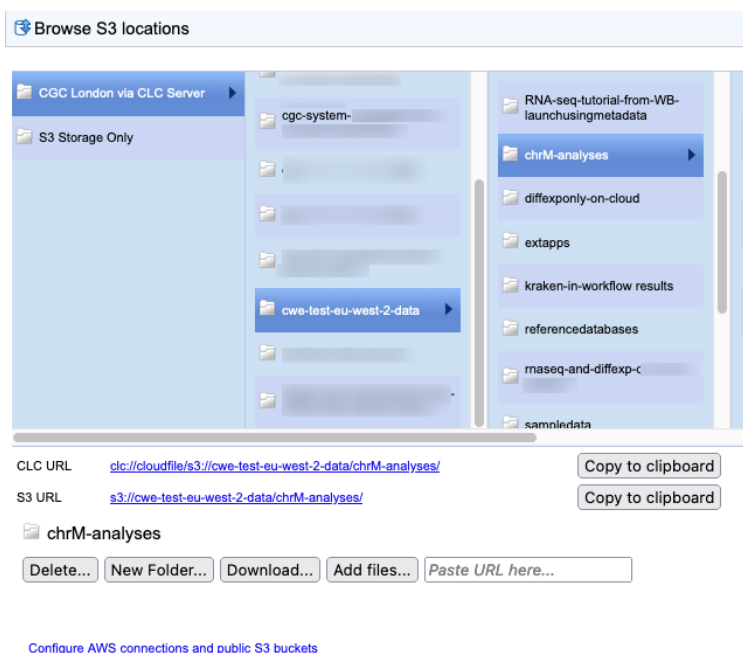 Browse S3 locations
CGC London via CLC Server
S3 Storage Only
cgc-system-
cwe-test-eu-west-2-data
RNA-seq-tutorial-from-WB-
launchusingmetadata
chrM-analyses
diffexponly-on-cloud
extapps
kraken-in-workflow results
referencedatabases
rnaseq-and-diffexp-c
sampledata
CLC URL clc://cloudfile/s3://cwe-test-eu-west-2-data/chrM-analyses/ Copy to clipboard
S3 URL s3://cwe-test-eu-west-2-data/chrM-analyses/ Copy to clipboard
chrM-analyses
Delete... New Folder... Download... Add files... Paste URL here...
Configure AWS connections and public S3 buckets